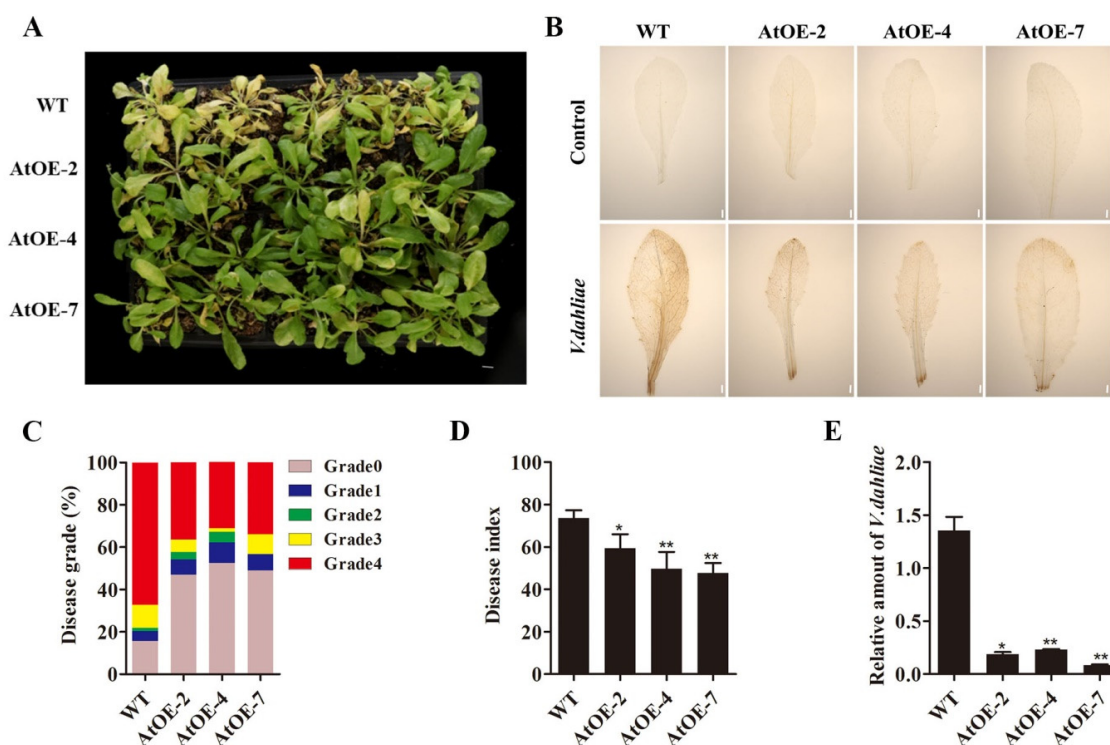 A
WT
AtOE-2
AtOE-4
AtOE-7
B
WT AtOE-2 AtOE-4 AtOE-7
Control
V.dahliae
C
Disease grade (%)
100
80
60
40
20
0
WT AtOE-2 AtOE-4 AtOE-7
Grade0
Grade1
Grade2
Grade3
Grade4
D
Disease index
100
80
60
40
20
0
* ** **
WT AtOE-2 AtOE-4 AtOE-7
E
Relative amout of V.dahliae
2.0
1.5
1.0
0.5
0.0
* ** **
WT AtOE-2 AtOE-4 AtOE-7